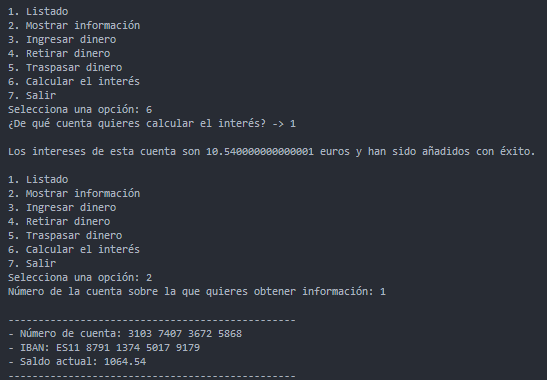 1. Listado
2. Mostrar información
3. Ingresar dinero
4. Retirar dinero
5. Traspasar dinero
6. Calcular el interés
7. Salir
Selecciona una opción: 6
¿De qué cuenta quieres calcular el interés? -> 1
Los intereses de esta cuenta son 10.540000000000001 euros y han sido añadidos con éxito.
1. Listado
2. Mostrar información
3. Ingresar dinero
4. Retirar dinero
5. Traspasar dinero
6. Calcular el interés
7. Salir
Selecciona una opción: 2
Número de la cuenta sobre la que quieres obtener información: 1
------------------------------------------------
- Número de cuenta: 3103 7407 3672 5868
- IBAN: ES11 8791 1374 5017 9179
- Saldo actual: 1064.54
------------------------------------------------